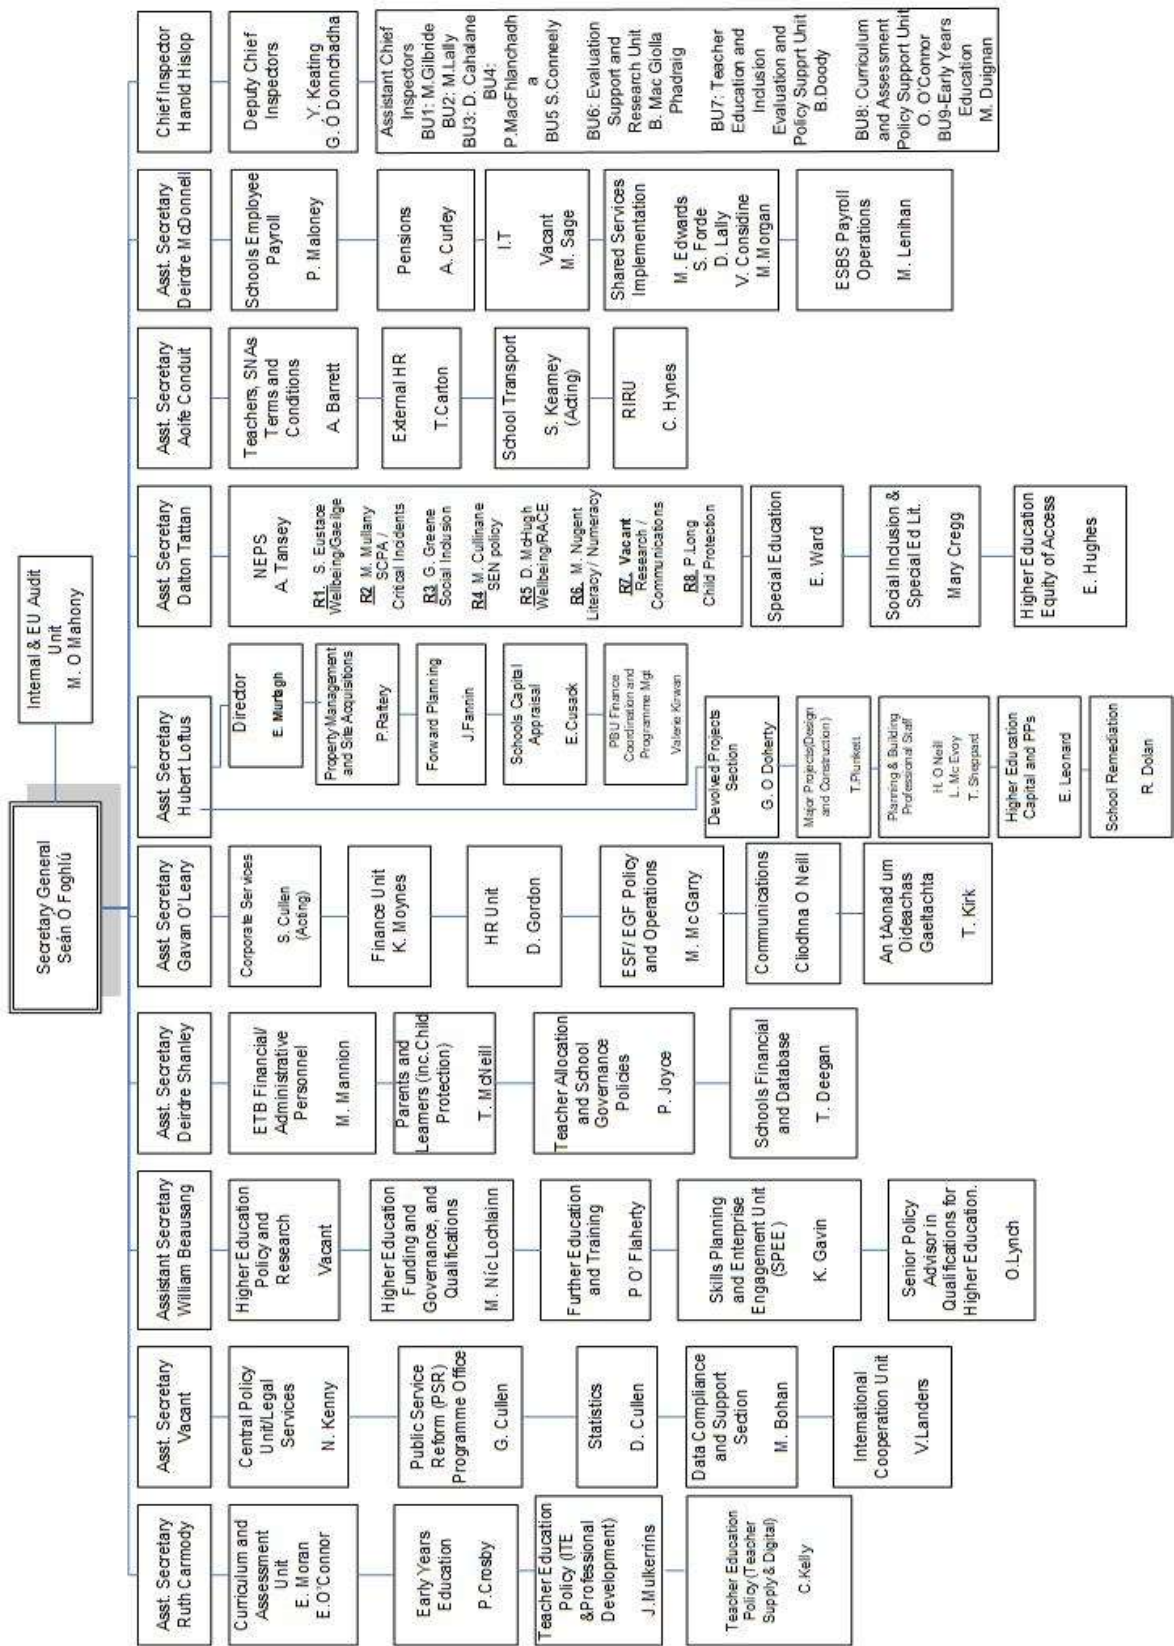 Secretary General
Seán Ó Foghlú
Internal & EU Audit
Unit
M. O Mahony
Asst. Secretary
Ruth Carmody
Curriculum and
Assessment
Unit
E. Moran
E.O'Connor
Early Years
Education
P.Crosby
Teacher Education
Policy (ITE
&Professional
Development)
J.Mulkerrins
Teacher Education
Policy (Teacher
Supply & Digital)
C.Kelly
Asst. Secretary
Vacant
Central Policy
Unit/Legal
Services
N. Kenny
Public Service
Reform (PSR)
Programme Office
G. Cullen
Statistics
D. Cullen
Data Compliance
and Support
Section
M. Bohan
International
Cooperation Unit
V.Landers
Assistant Secretary
William Beausang
Higher Education
Policy and
Research
Vacant
Higher Education
Funding and
Governance, and
Qualifications
M. Nic Lochlainn
Further Education
and Training
P O' Flaherty
Skills Planning
and Enterprise
Engagement Unit
(SPEE)
K. Gavin
Senior Policy
Advisor in
Qualifications for
Higher Education.
O.Lynch
Asst. Secretary
Deirdre Shanley
ETB Financial/
Administrative
Personnel
M. Mannion
Parents and
Learners (inc.Child
Protection)
T. McNeill
Teacher Allocation
and School
Governance
Policies
P. Joyce
Schools Financial
and Database
T. Deegan
Asst. Secretary
Gavan O'Leary
Corporate Services
S. Cullen
(Acting)
Finance Unit
K. Moynes
HR Unit
D. Gordon
ESF/ EGF Policy
and Operations
M. Mc Garry
Communications
Cliodhna O Neill
An tAonad um
Oideachas
Gaeltachta
T. Kirk
Asst. Secretary
Hubert Loftus
Director
E. Murtagh
Property Management
and Site Acquisitions
P.Raftery
Forward Planning
J.Fannin
Schools Capital
Appraisal
E.Cusack
PBU Finance
Coordination and
Programme Mgt
Valerie Kirwan
Devolved Projects
Section
G. O Doherty
Major Projects(Design
and Construction)
T.Plunkett
Planning & Building
Professional Staff
H. O Neill
L. Mc Evoy
T. Sheppard
Higher Education
Capital and PPs
E. Leonard
School Remediation
R. Dolan
Asst. Secretary
Dalton Tattan
NEPS
A. Tansey
R1. S. Eustace
Wellbeing/Gaeilge
R2 M. Mullany
SCPA /
Critical Incidents
R3 G. Greene
Social Inclusion
R4 M. Cullinane
SEN policy
R5 D. McHugh
Wellbeing/RACE
R6. M. Nugent
Literacy / Numeracy
R7. Vacant
Research /
Communications
R8. P.Long
Child Protection
Special Education
E. Ward
Social Inclusion &
Special Ed Lit.
Mary Cregg
Higher Education
Equity of Access
E. Hughes
Asst. Secretary
Aoife Conduit
Teachers, SNAs
Terms and
Conditions
A. Barrett
External HR
T.Carton
School Transport
S. Kearney
(Acting)
RIRU
C. Hynes
Asst. Secretary
Deirdre McDonnell
Schools Employee
Payroll
P. Maloney
Pensions
A. Curley
I.T
Vacant
M. Sage
Shared Services
Implementation
M. Edwards
S. Forde
D. Lally
V. Considine
M.Morgan
ESBS Payroll
Operations
M. Lenihan
Chief Inspector
Harold Hislop
Deputy Chief
Inspectors
Y. Keating
G. Ó Donnchadha
Assistant Chief
Inspectors
BU1: M.Gilbride
BU2: M.Lally
BU3: D. Cahalane
BU4:
P.MacFhlanchadh
a
BU5 S.Conneely
BU6: Evaluation
Support and
Research Unit.
B. Mac Giolla
Phadraig
BU7: Teacher
Education and
Inclusion
Evaluation and
Policy Supprt Unit
B.Doody
BU8: Curriculum
and Assessment
Policy Support Unit
O. O'Connor
BU9-Early Years
Education
M. Duignan